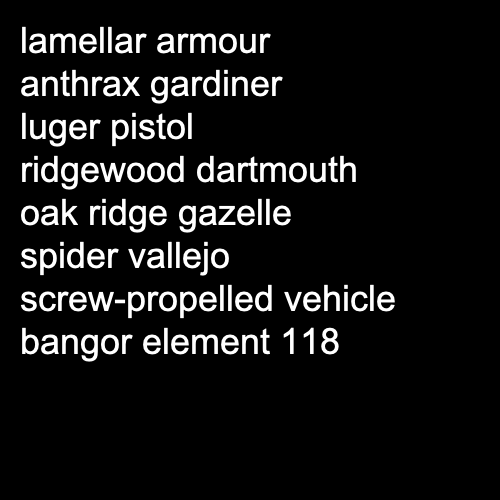 lamellar armour
anthrax gardiner
luger pistol
ridgewood dartmouth
oak ridge gazelle
spider vallejo
screw-propelled vehicle
bangor element 118